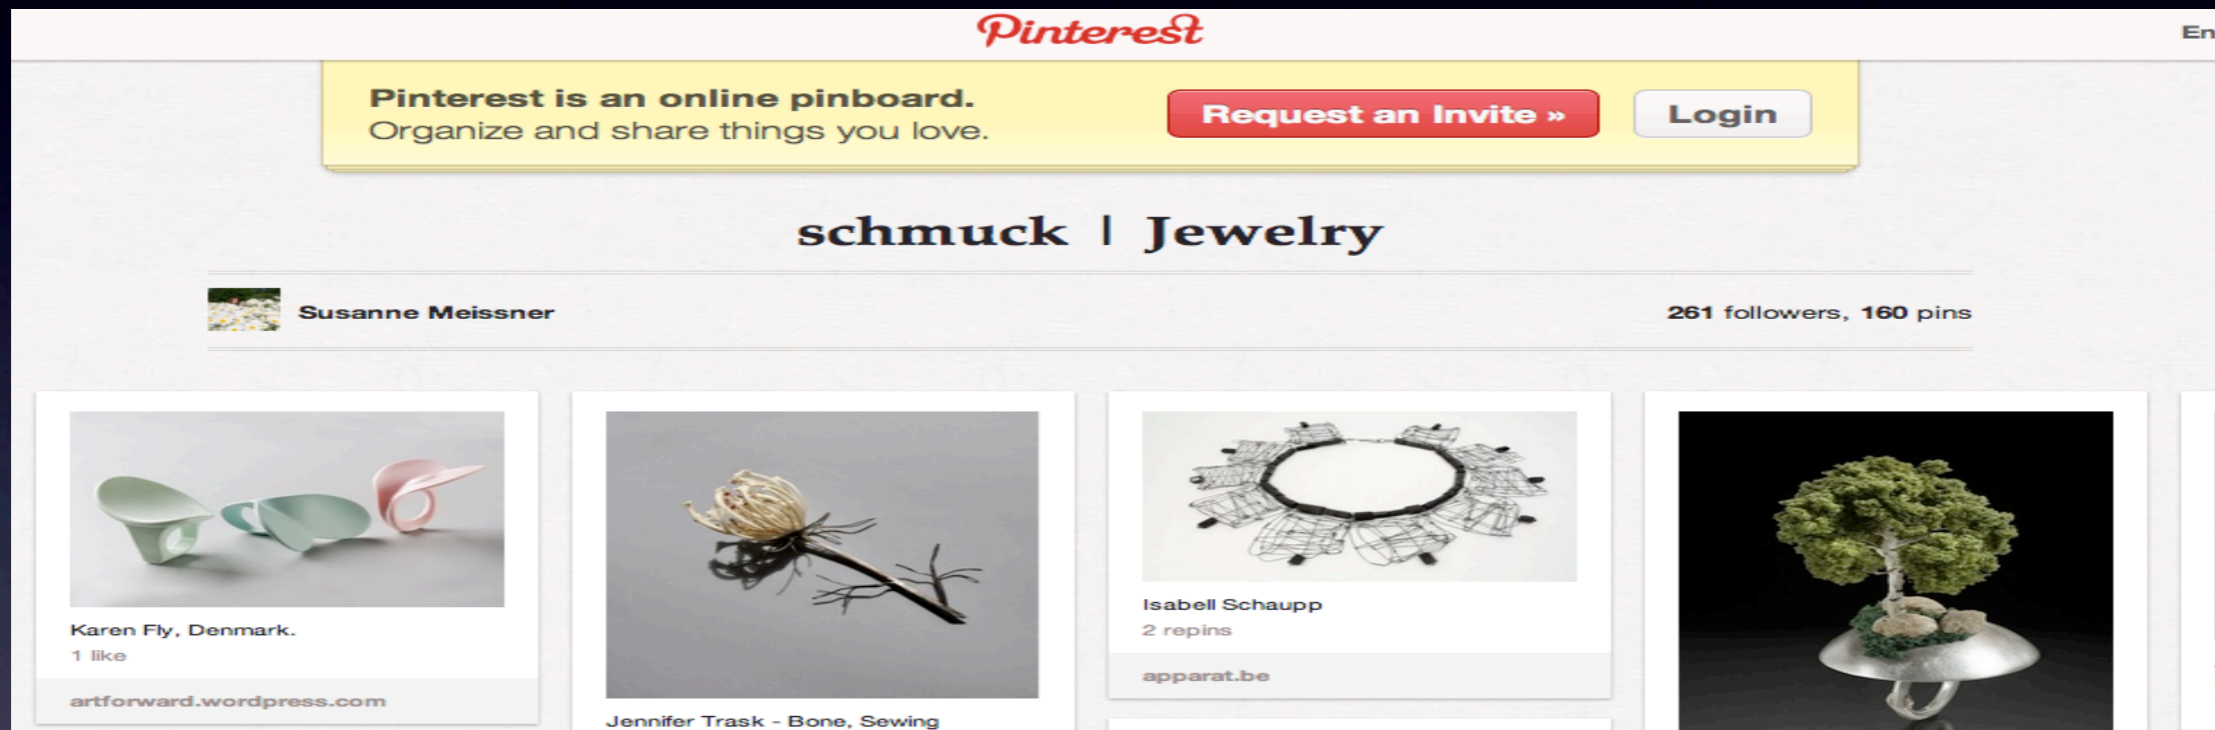 Pinterest
En
Pinterest is an online pinboard.
Organize and share things you love.
Request an Invite »
Login
schmuck | Jewelry
Susanne Meissner
261 followers, 160 pins
Karen Fly, Denmark.
1 like
artforward.wordpress.com
Jennifer Trask - Bone, Sewing
Isabell Schaupp
2 repins
apparat.be